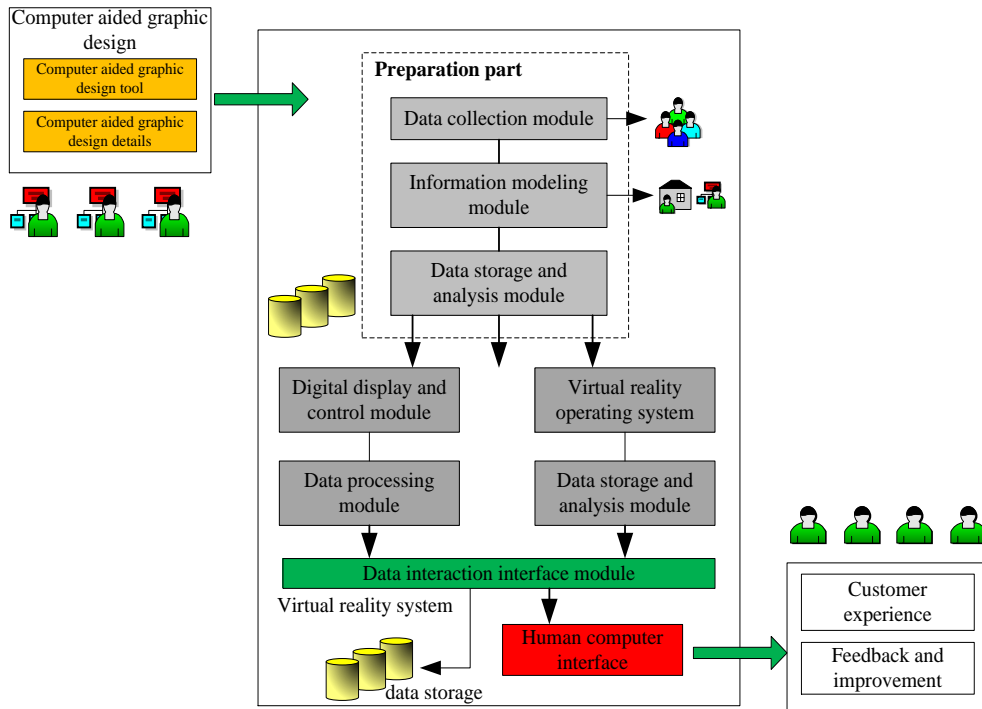 Computer aided graphic
design
Computer aided graphic
design tool
Computer aided graphic
design details
Preparation part
Data collection module
Information modeling
module
Data storage and
analysis module
Digital display and
control module
Virtual reality
operating system
Data processing
module
Data storage and
analysis module
Data interaction interface module
Virtual reality system
Human computer
interface
data storage
Customer
experience
Feedback and
improvement